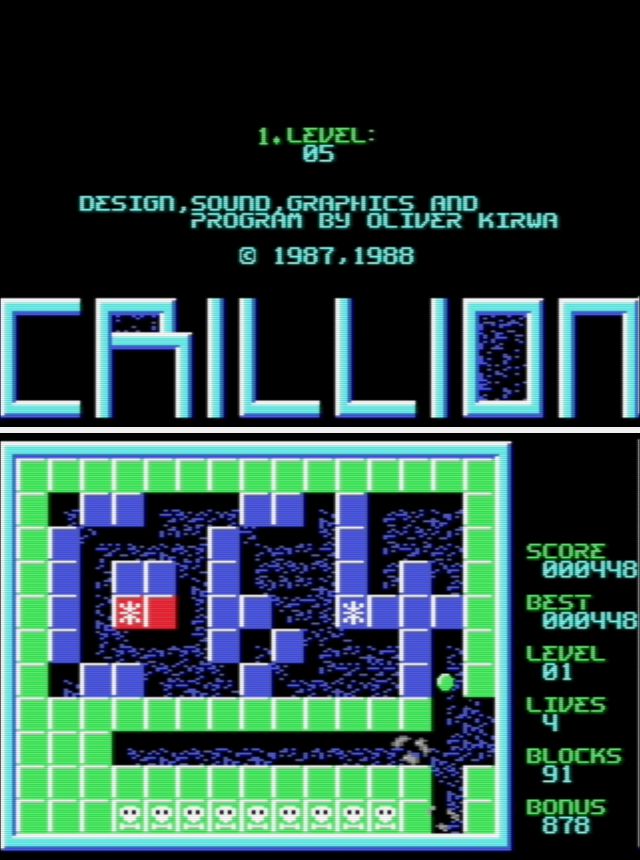 1.LEVEL:
05
DESIGN,SOUND,GRAPHICS AND
PROGRAM BY OLIVER KIRWA
© 1987,1988
CRILLION
SCORE
000448
BEST
000448
LEVEL
01
LIVES
4
BLOCKS
91
BONUS
878